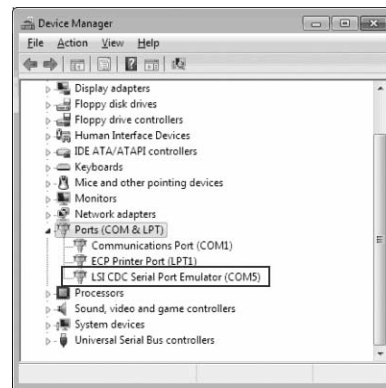 Device Manager
File Action View Help
Display adapters
Floppy disk drives
Floppy drive controllers
Human Interface Devices
IDE ATA/ATAPI controllers
Keyboards
Mice and other pointing devices
Monitors
Network adapters
Ports (COM & LPT)
Communications Port (COM1)
ECP Printer Port (LPT1)
LSI CDC Serial Port Emulator (COM5)
Processors
Sound, video and game controllers
System devices
Universal Serial Bus controllers